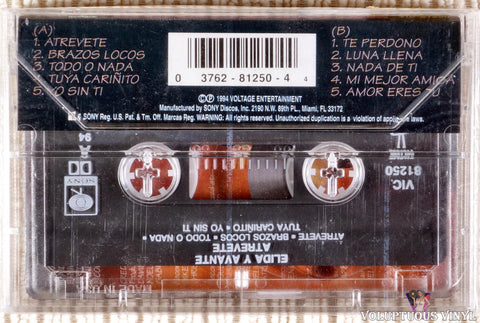 (A)
1. ATREVETE
2. BRAZOS LOCOS
3. TODO O NADA
4. TUYA CARIÑITO
5. YO SIN TI
(B)
1. TE PERDONO
2. LUNA LLENA
3. NADA DE TI
4. MI MEJOR AMIGA
5. AMOR ERES TU
0 3762-81250-4 4
©℗ 1994 VOLTAGE ENTERTAINMENT
Manufactured by SONY Discos, Inc. 2190 N.W. 89th PL., Miami, FL 33172
SONY Reg. U.S. Pat. & Tm. Off. Marcas Reg. WARNING: All rights reserved. Unauthorized duplication is a violation of applicable laws.
94
SONY
VIC.
81250
ELIDA Y AVANTE
ATREVETE
ATREVETE • BRAZOS LOCOS • TODO O NADA •
TUYA CARIÑITO • YO SIN TI
MADE IN U.S.
VOLUPTUOUS VINYL